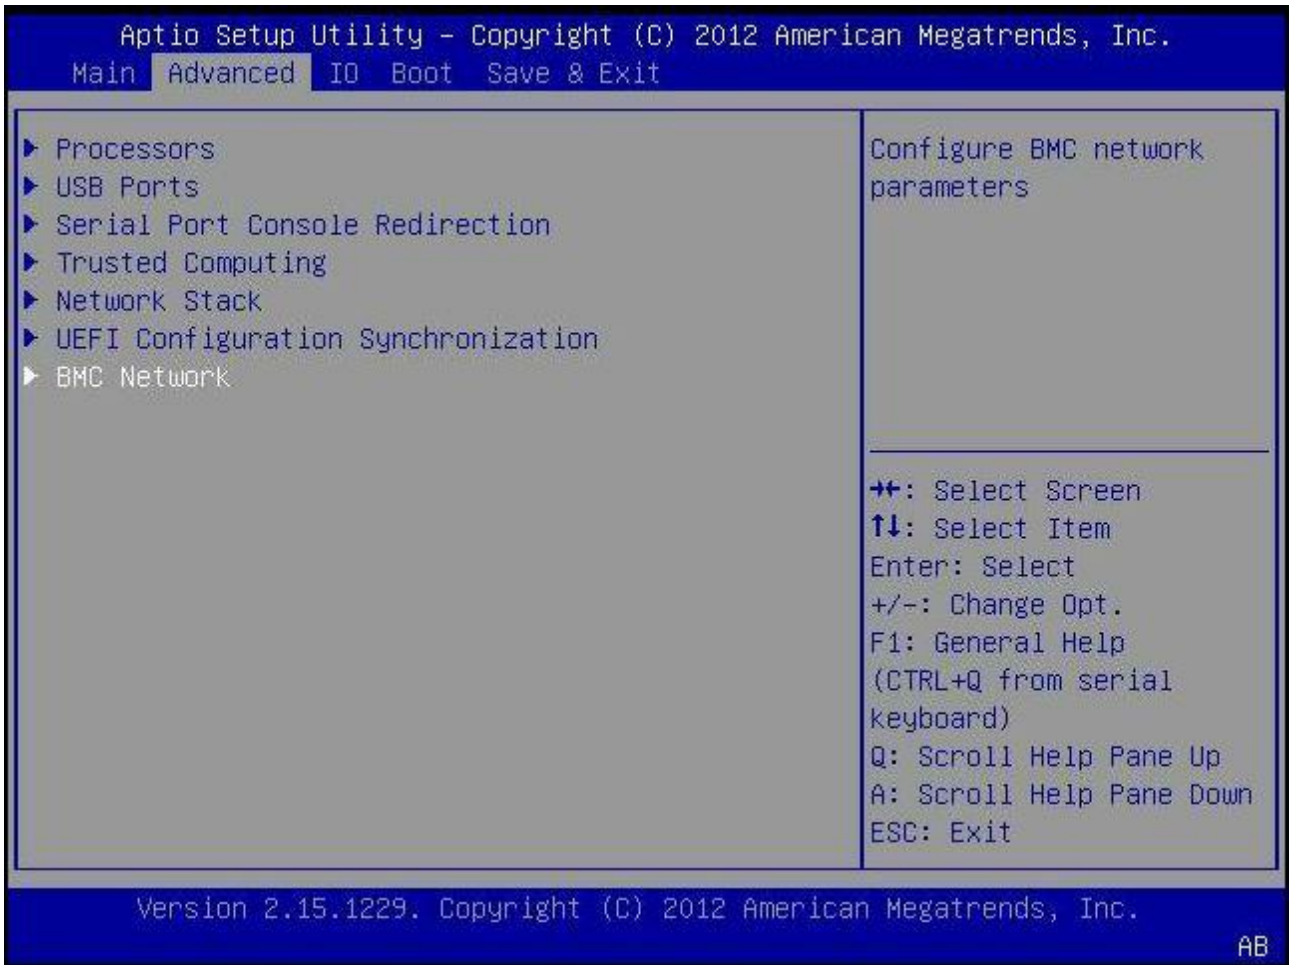 Aptio Setup Utility – Copyright (C) 2012 American Megatrends, Inc.
Main Advanced IO Boot Save & Exit
Processors
USB Ports
Serial Port Console Redirection
Trusted Computing
Network Stack
UEFI Configuration Synchronization
BMC Network
Configure BMC network
parameters
→←: Select Screen
↑↓: Select Item
Enter: Select
+/-: Change Opt.
F1: General Help
(CTRL+Q from serial
keyboard)
Q: Scroll Help Pane Up
A: Scroll Help Pane Down
ESC: Exit
Version 2.15.1229. Copyright (C) 2012 American Megatrends, Inc.
AB